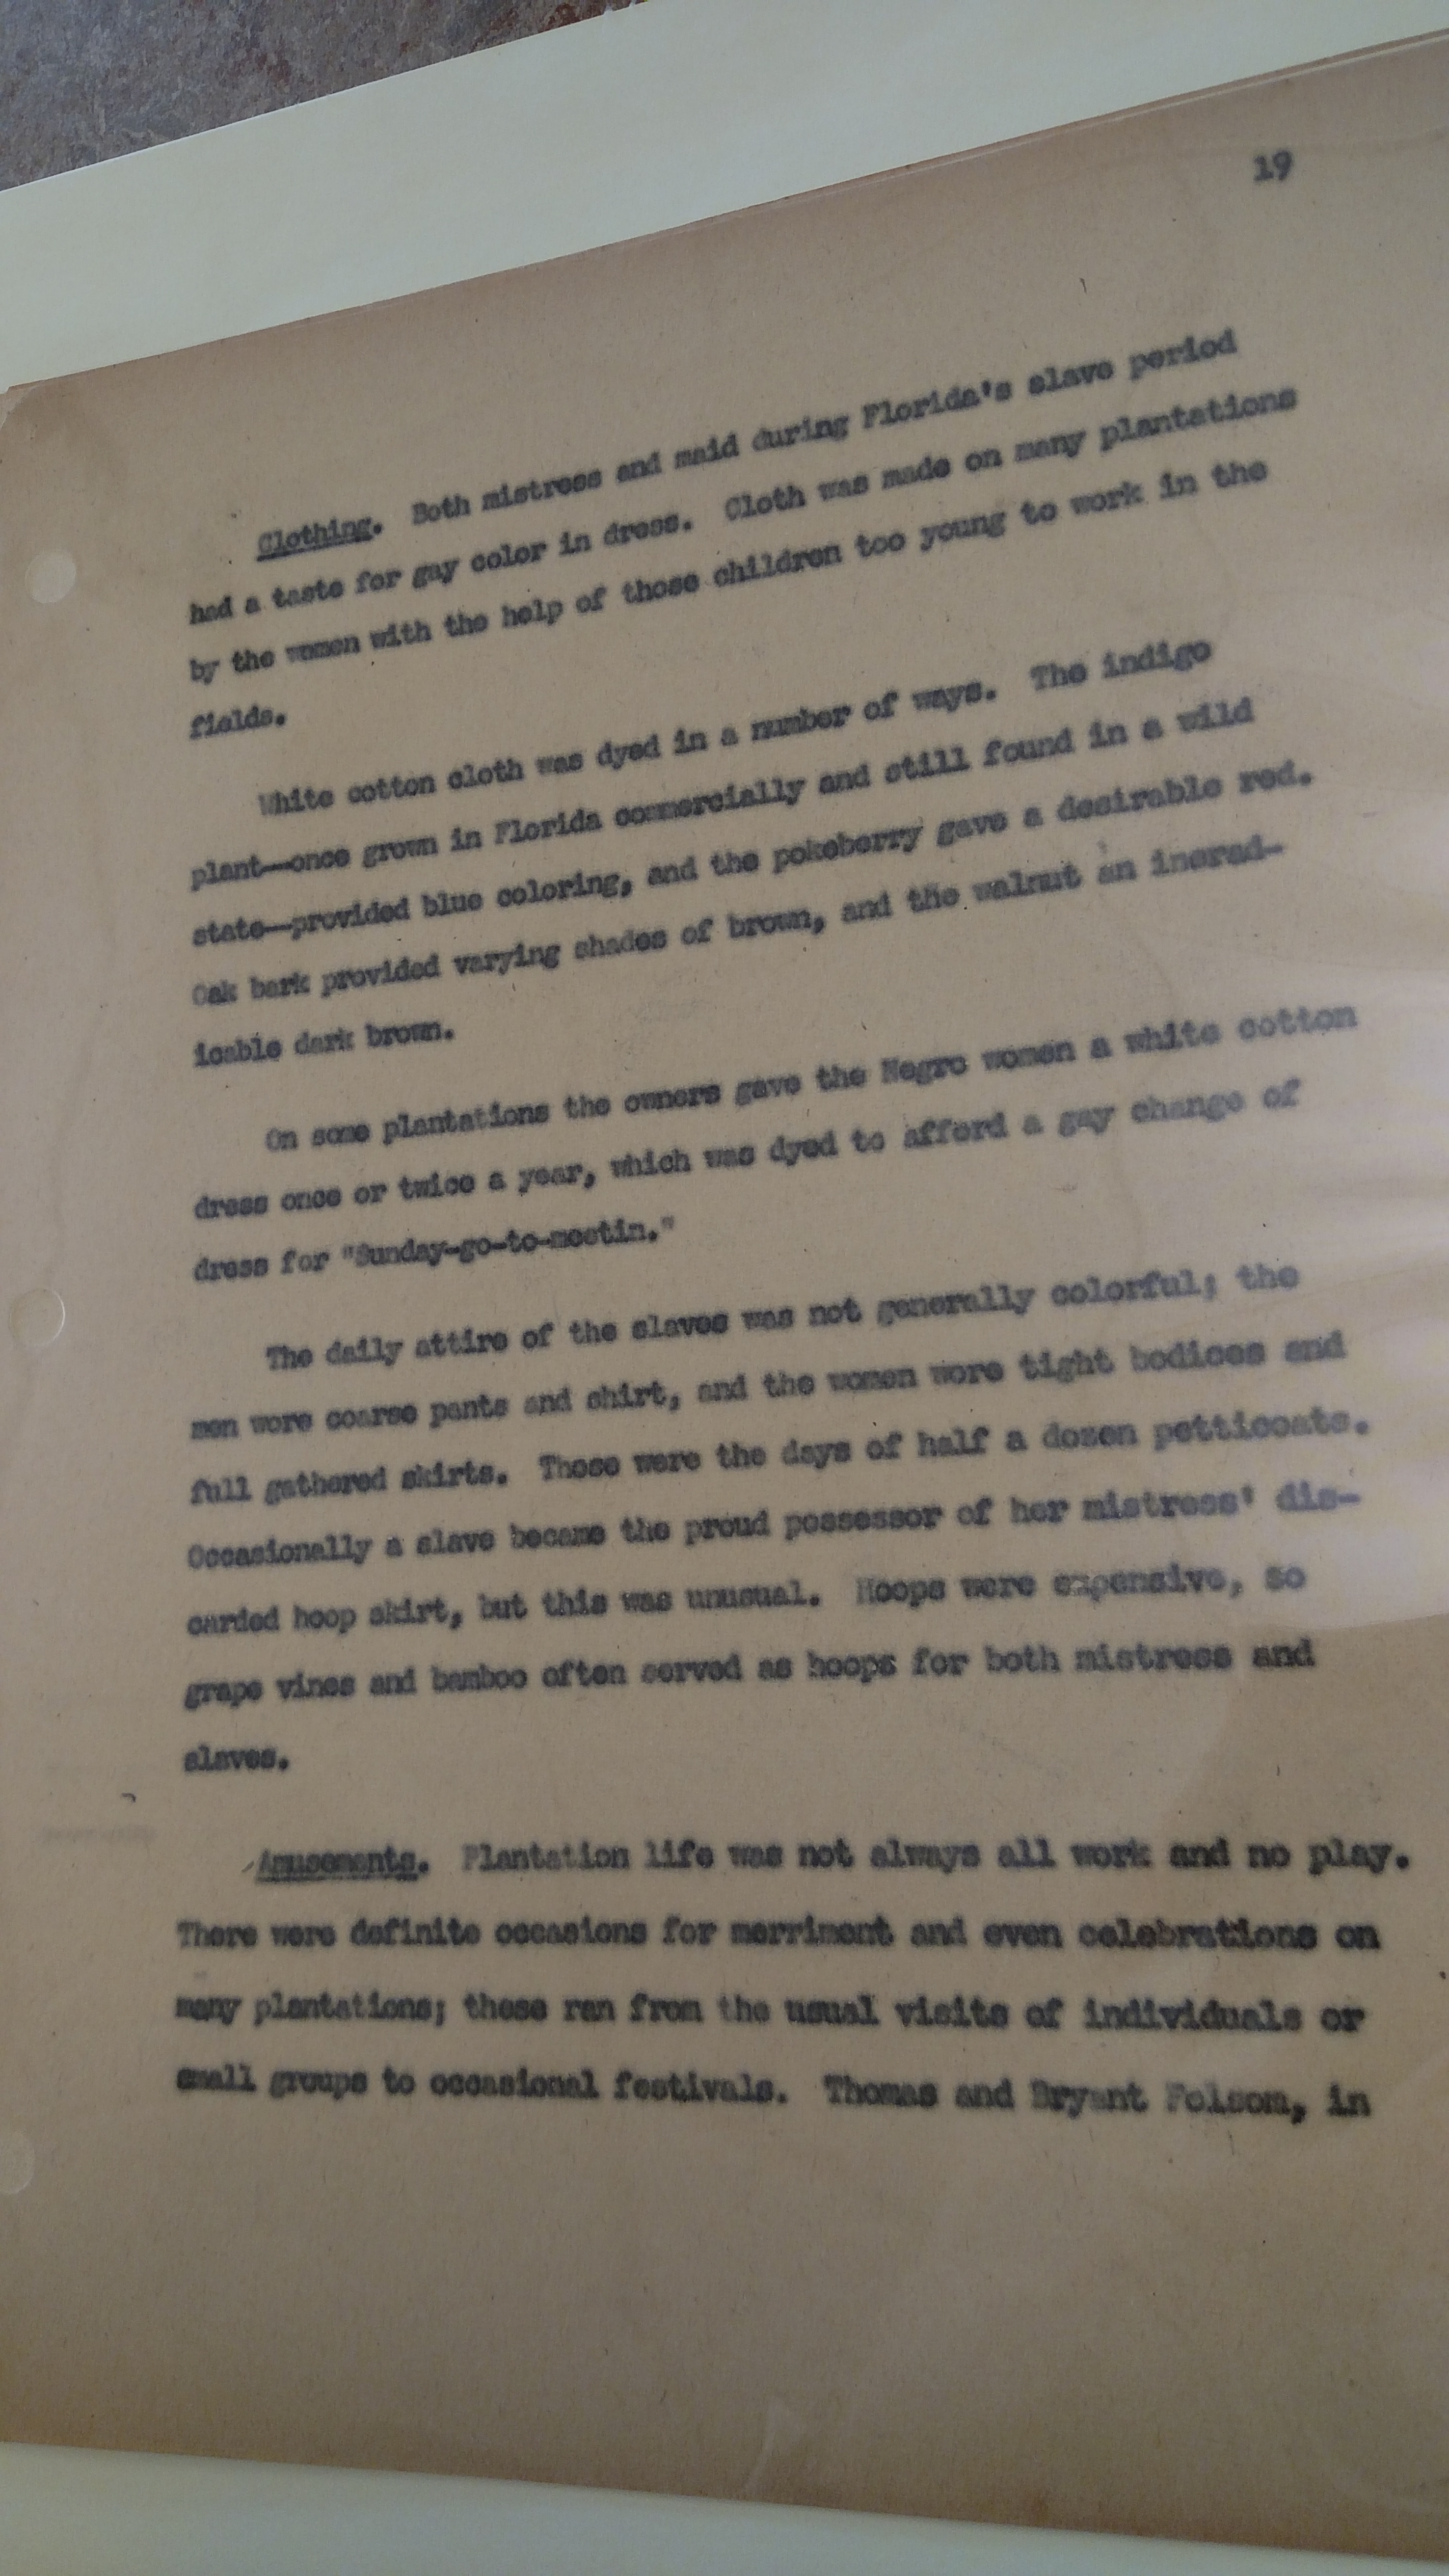 19
Clothing. Both mistress and maid during Florida's slave period
had a taste for gay color in dress. Cloth was made on many plantations
by the women with the help of those children too young to work in the
fields.
White cotton cloth was dyed in a number of ways. The indigo
plant—once grown in Florida commercially and still found in a wild
state—provided blue coloring, and the pokeberry gave a desirable red.
Oak bark provided varying shades of brown, and the walnut an inerad-
icable dark brown.
On some plantations the owners gave the Negro women a white cotton
dress once or twice a year, which was dyed to afford a gay change of
dress for "Sunday-go-to-meetin."
The daily attire of the slaves was not generally colorful; the
men wore coarse pants and shirt, and the women wore tight bodices and
full gathered skirts. Those were the days of half a dozen petticoats.
Occasionally a slave became the proud possessor of her mistress' dis-
carded hoop skirt, but this was unusual. Hoops were expensive, so
grape vines and bamboo often served as hoops for both mistress and
slaves.
Amusements. Plantation life was not always all work and no play.
There were definite occasions for merriment and even celebrations on
many plantations; these ran from the usual visits of individuals or
small groups to occasional festivals. Thomas and Bryant Folsom, in